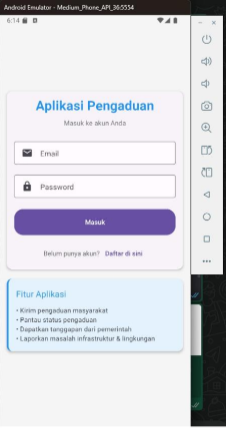 Android Emulator - Medium_Phone_API_36:5554
6:14
Aplikasi Pengaduan
Masuk ke akun Anda
Email
Password
Masuk
Belum punya akun? Daftar di sini
Fitur Aplikasi
• Kirim pengaduan masyarakat
• Pantau status pengaduan
• Dapatkan tanggapan dari pemerintah
• Laporkan masalah infrastruktur & lingkungan